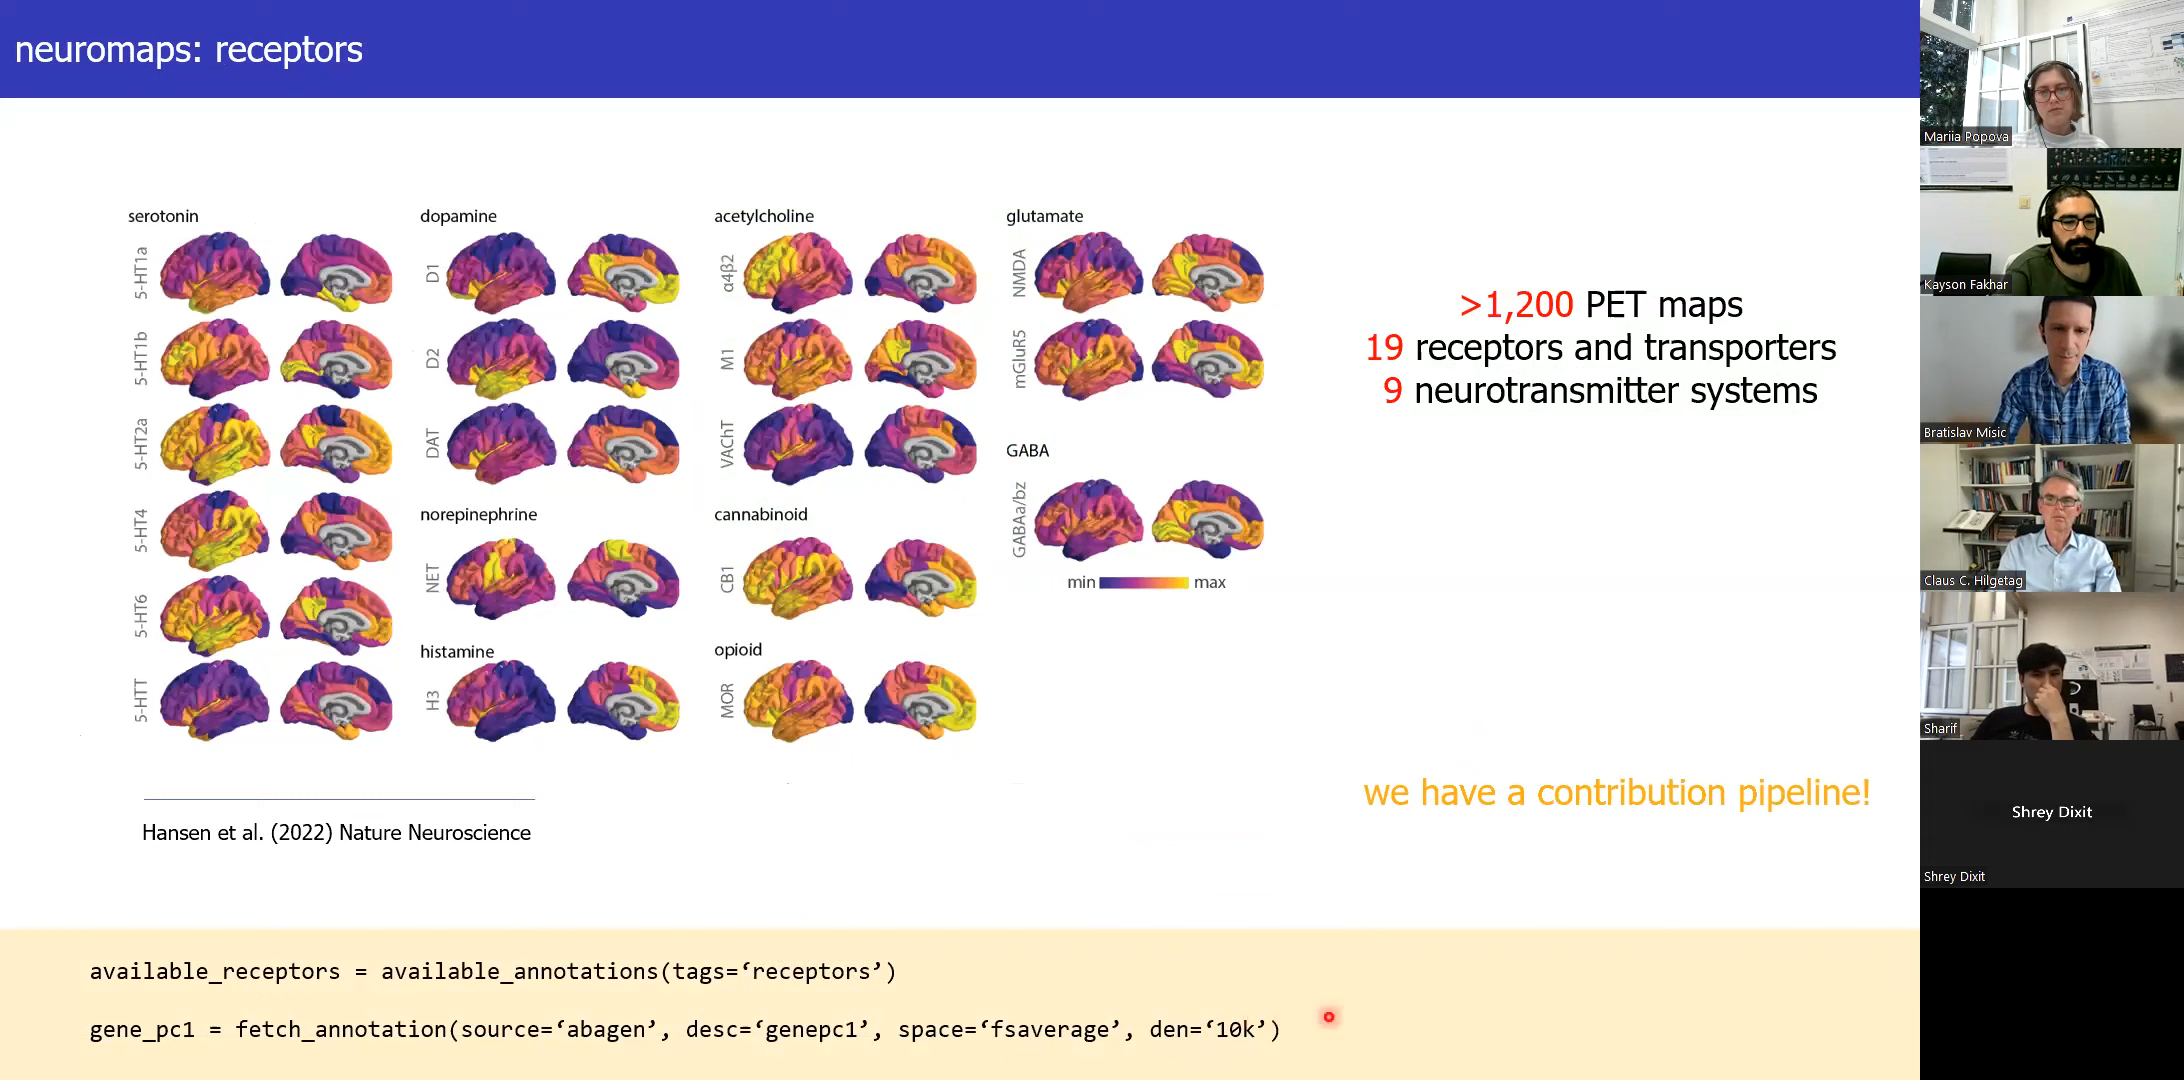 neuromaps: receptors
serotonin
5-HT1a
5-HT1b
5-HT2a
5-HT4
5-HT6
5-HTT
dopamine
D1
D2
DAT
norepinephrine
NET
histamine
H3
acetylcholine
α4β2
M1
VAChT
cannabinoid
CB1
opioid
MOR
glutamate
NMDA
mGluR5
GABA
GABAa/bz
min max
>1,200 PET maps
19 receptors and transporters
9 neurotransmitter systems
we have a contribution pipeline!
Hansen et al. (2022) Nature Neuroscience
available_receptors = available_annotations(tags=‘receptors’)
gene_pc1 = fetch_annotation(source=‘abagen’, desc=‘genepc1’, space=‘fsaverage’, den=‘10k’)
Mariia Popova
Kayson Fakhar
Bratislav Misic
Claus C. Hilgetag
Sharif
Shrey Dixit
Shrey Dixit